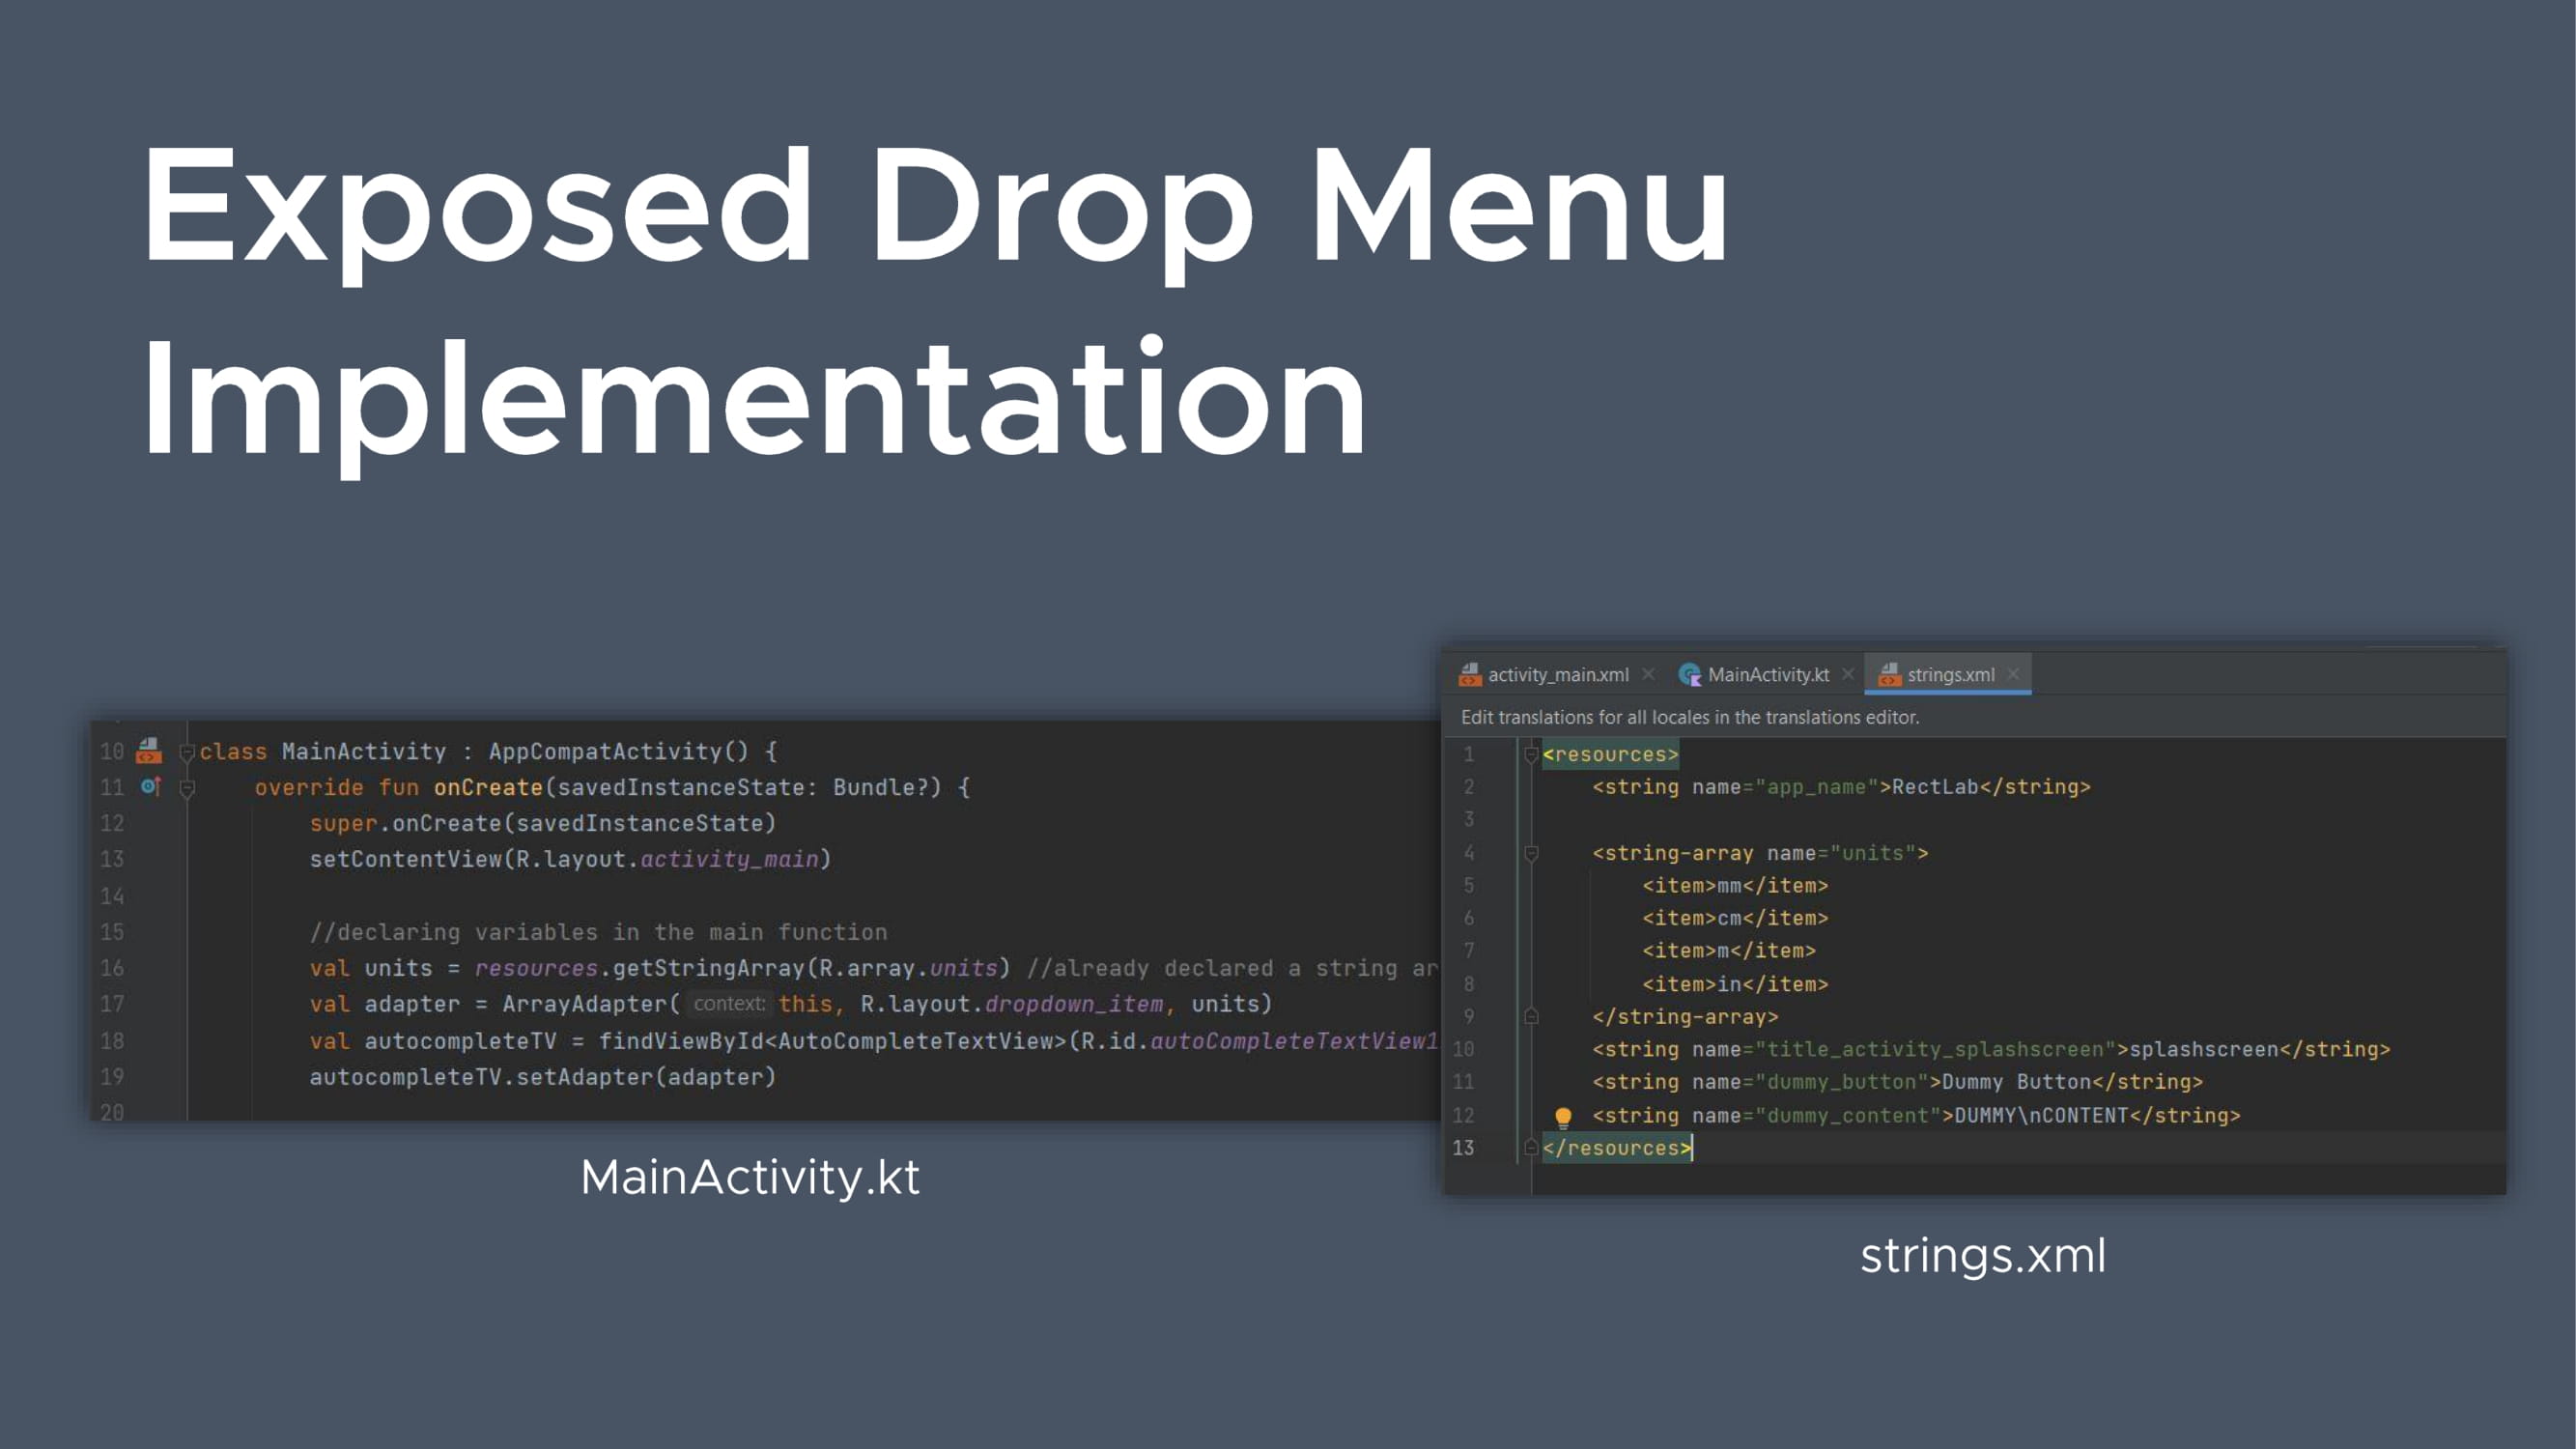 Exposed Drop Menu
Implementation
10 class MainActivity : AppCompatActivity() {
11 override fun onCreate(savedInstanceState: Bundle?) {
12 super.onCreate(savedInstanceState)
13 setContentView(R.layout.activity_main)
14
15 //declaring variables in the main function
16 val units = resources.getStringArray(R.array.units) //already declared a string ar
17 val adapter = ArrayAdapter( context: this, R.layout.dropdown_item, units)
18 val autocompleteTV = findViewById<AutoCompleteTextView>(R.id.autoCompleteTextView1
19 autocompleteTV.setAdapter(adapter)
20
MainActivity.kt
activity_main.xml MainActivity.kt strings.xml
Edit translations for all locales in the translations editor.
1 <resources>
2 <string name="app_name">RectLab</string>
3
4 <string-array name="units">
5 <item>mm</item>
6 <item>cm</item>
7 <item>m</item>
8 <item>in</item>
9 </string-array>
10 <string name="title_activity_splashscreen">splashscreen</string>
11 <string name="dummy_button">Dummy Button</string>
12 <string name="dummy_content">DUMMY\nCONTENT</string>
13 </resources>
strings.xml